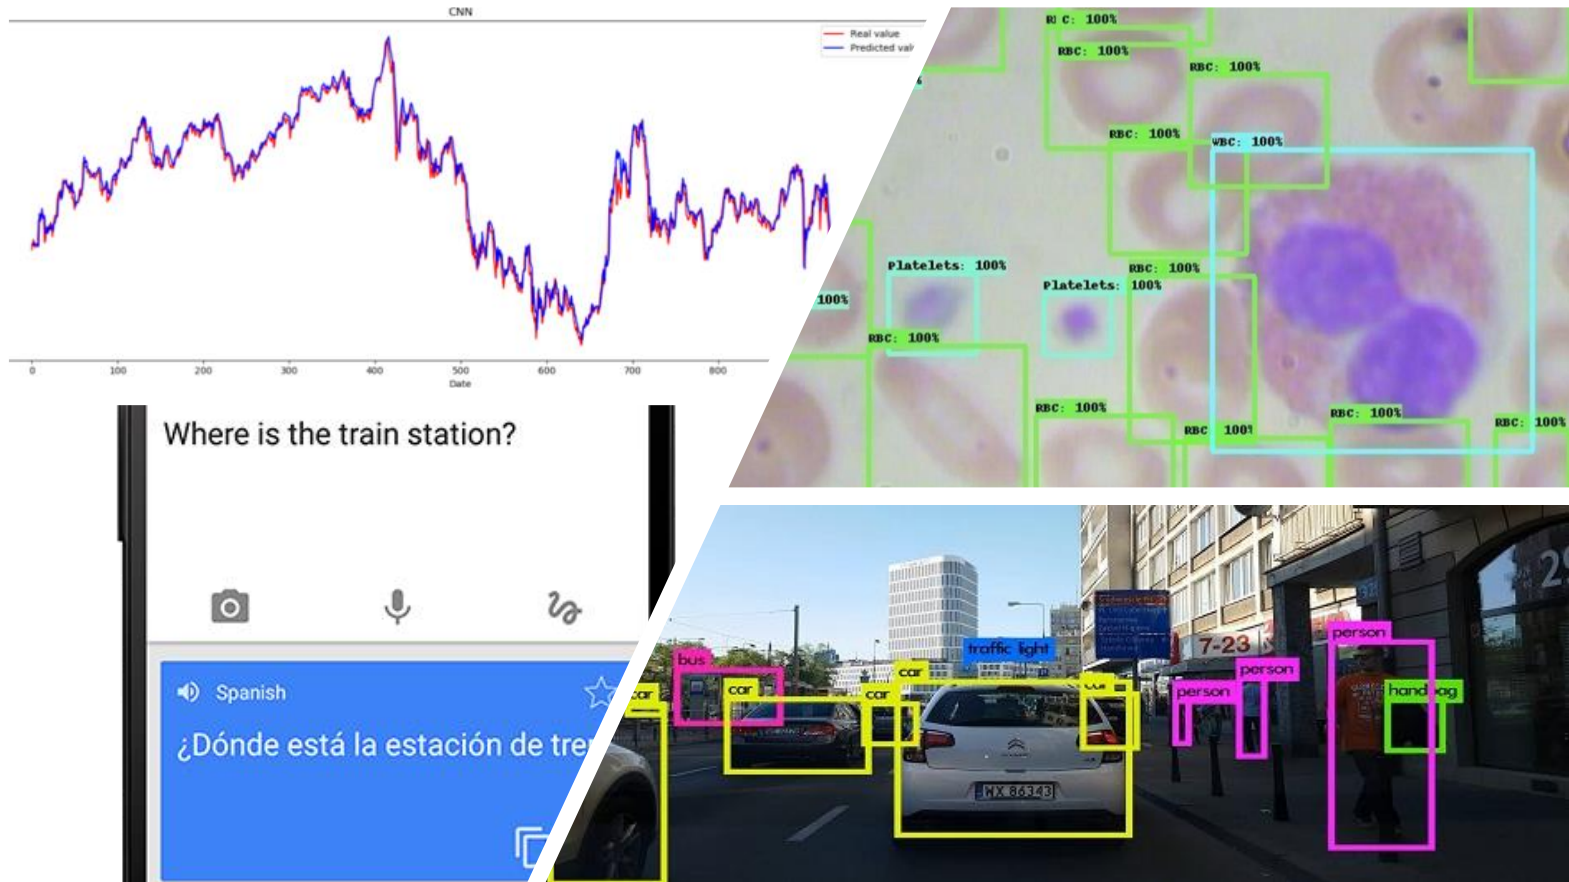 CNN
Real value
Predicted val
0
100
200
300
400
500
600
700
800
Date
RBC: 100%
RBC: 100%
RBC: 100%
WBC: 100%
Platelets: 100%
Platelets: 100%
RBC: 100%
100%
RBC: 100%
RBC: 100%
RBC: 100%
RBC: 100%
RBC: 100%
Where is the train station?
Spanish
¿Dónde está la estación de tre
bus
car
car
car
car
traffic light
person
person
person
handbag
7-23
29
WX 86343